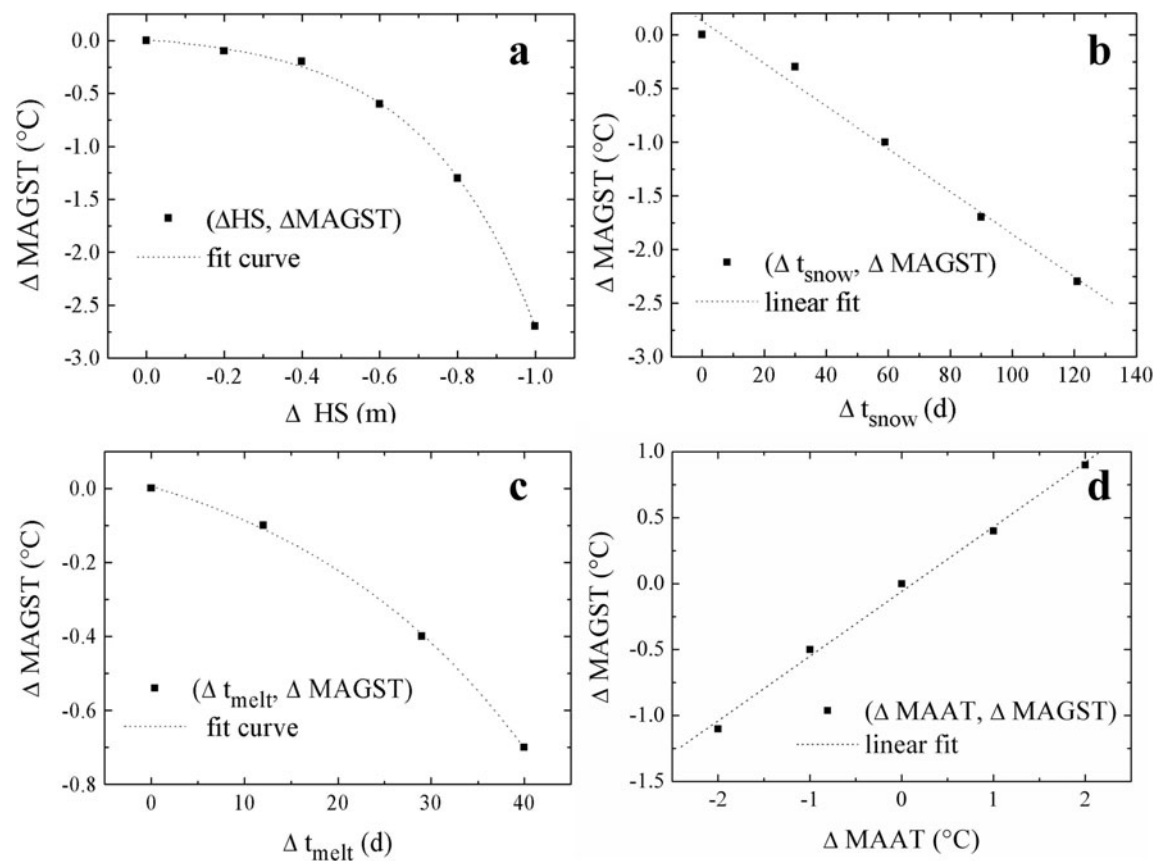 a
0.0
-0.5
-1.0
-1.5
-2.0
-2.5
-3.0
Δ MAGST (°C)
(ΔHS, ΔMAGST)
fit curve
0.0 -0.2 -0.4 -0.6 -0.8 -1.0
Δ HS (m)
b
0.0
-0.5
-1.0
-1.5
-2.0
-2.5
-3.0
Δ MAGST (°C)
(Δ tsnow, Δ MAGST)
linear fit
0 20 40 60 80 100 120 140
Δ tsnow (d)
c
0.0
-0.2
-0.4
-0.6
-0.8
Δ MAGST (°C)
(Δ tmelt, Δ MAGST)
fit curve
0 10 20 30 40
Δ tmelt (d)
d
1.0
0.5
0.0
-0.5
-1.0
-1.5
Δ MAGST (°C)
(Δ MAAT, Δ MAGST)
linear fit
-2 -1 0 1 2
Δ MAAT (°C)